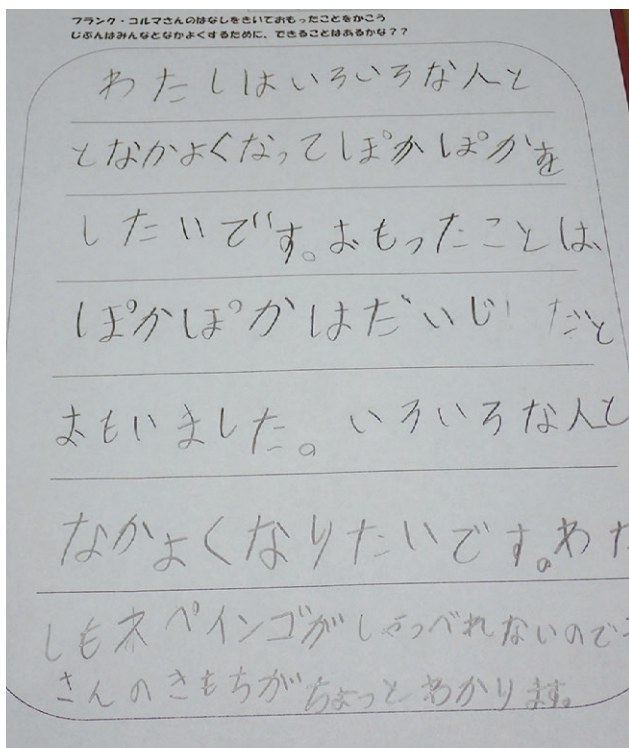 フランク・コルマさんのはなしをきいておもったことをかこう
じぶんはみんなとなかよくするために、できることはあるかな??
わたしはいろいろな人と
となかよくなってぽかぽかを
したいです。おもったことは、
ぽかぽかはだいじだと
おもいました。いろいろな人と
なかよくなりたいです。わた
しもネペインゴがしゃっべれないので
さんのきもちがちょっとわかります。